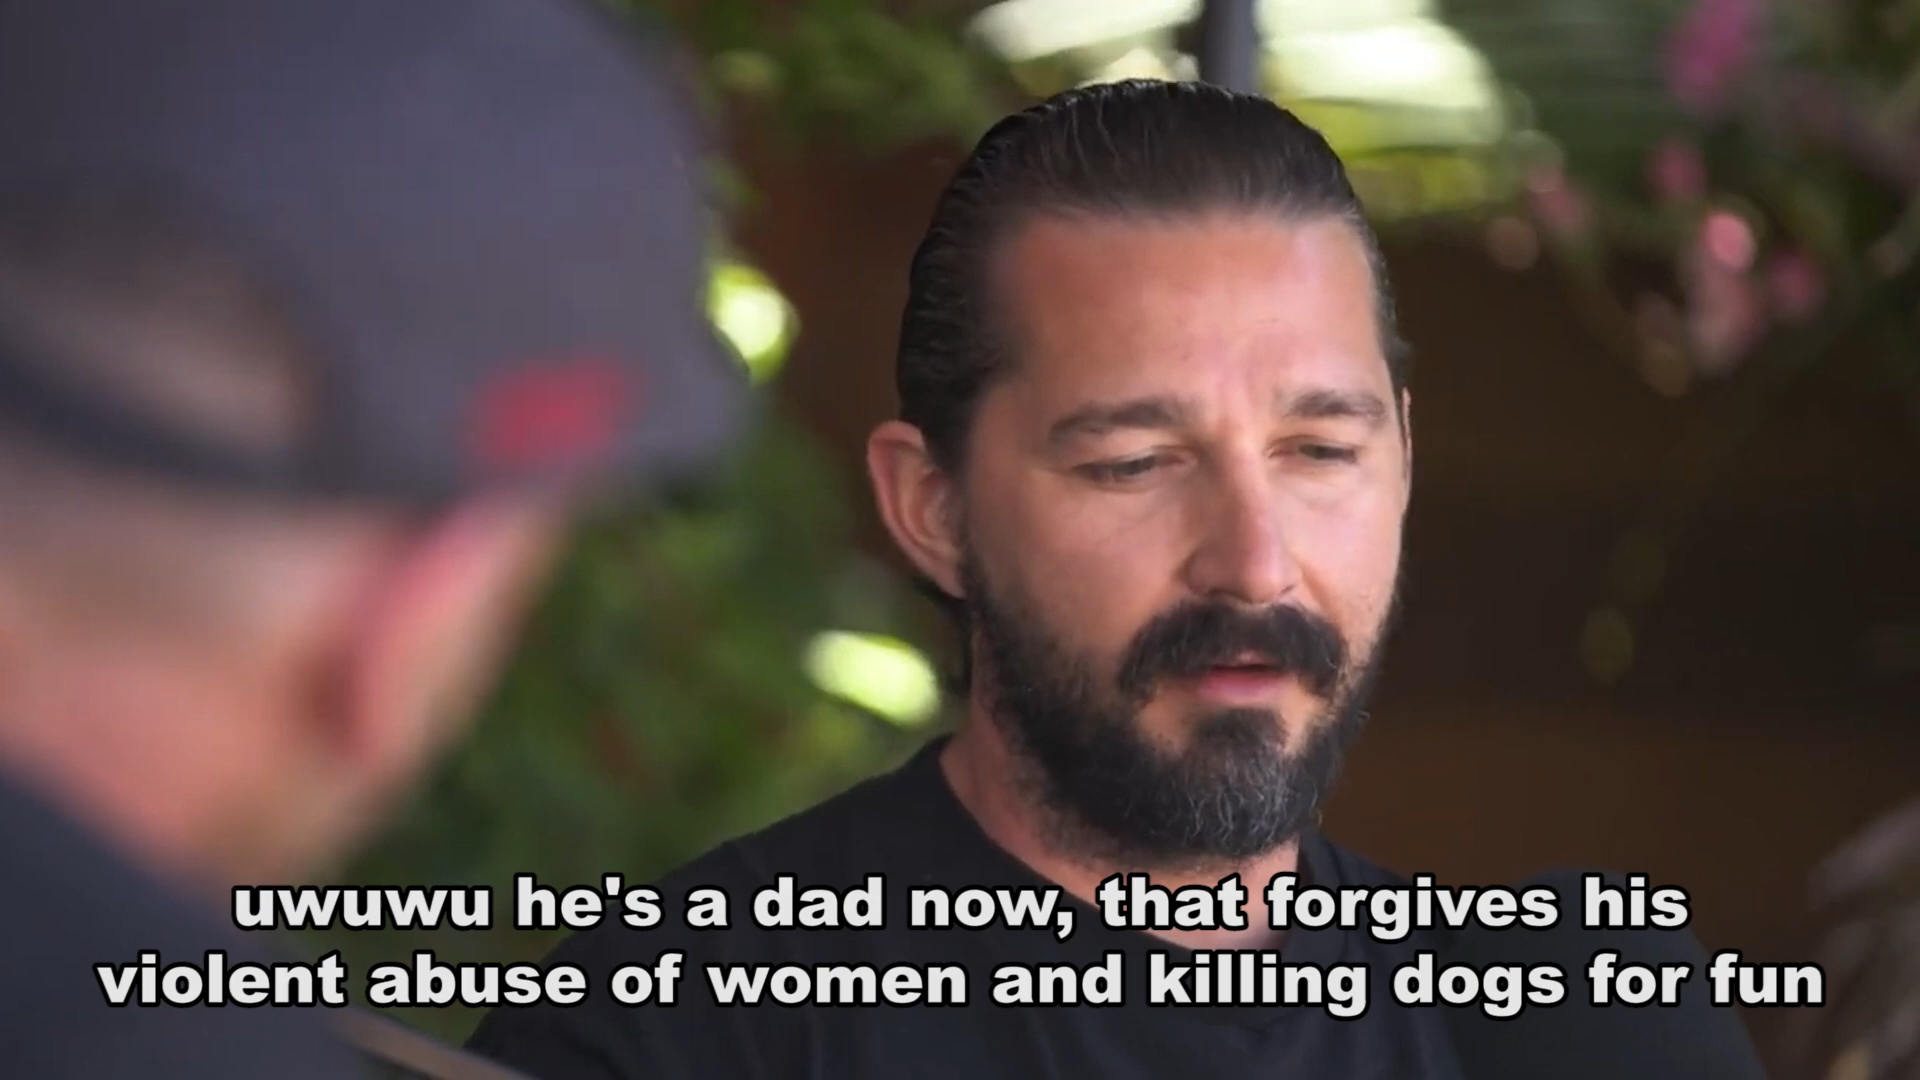 uwuwu he's a dad now, that forgives his
violent abuse of women and killing dogs for fun